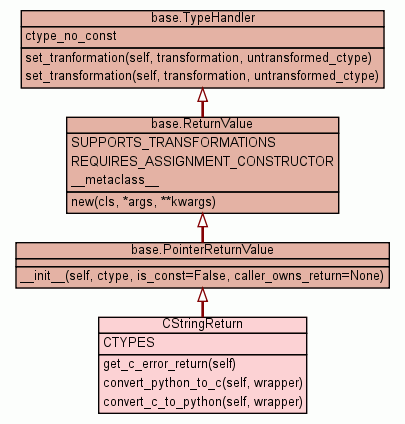 base.TypeHandler
ctype_no_const
set_tranformation(self, transformation, untransformed_ctype)
set_transformation(self, transformation, untransformed_ctype)
base.ReturnValue
SUPPORTS_TRANSFORMATIONS
REQUIRES_ASSIGNMENT_CONSTRUCTOR
__metaclass__
new(cls, *args, **kwargs)
base.PointerReturnValue
__init__(self, ctype, is_const=False, caller_owns_return=None)
CStringReturn
CTYPES
get_c_error_return(self)
convert_python_to_c(self, wrapper)
convert_c_to_python(self, wrapper)